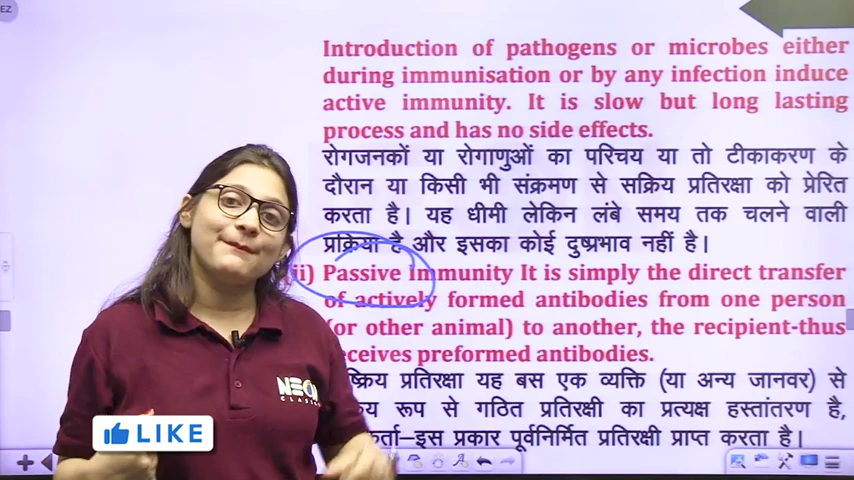 EZ
Introduction of pathogens or microbes either
during immunisation or by any infection induce
active immunity. It is slow but long lasting
process and has no side effects.
रोगजनकों या रोगाणुओं का परिचय या तो टीकाकरण के
दौरान या किसी भी संक्रमण से सक्रिय प्रतिरक्षा को प्रेरित
करता है। यह धीमी लेकिन लंबे समय तक चलने वाली
प्रक्रिया है और इसका कोई दुष्प्रभाव नहीं है।
ii) Passive Immunity It is simply the direct transfer
of actively formed antibodies from one person
(or other animal) to another, the recipient-thus
receives preformed antibodies.
प्रतिरक्षा यह बस एक व्यक्ति (या अन्य जानवर) से
रूप से गठित प्रतिरक्षी का प्रत्यक्ष हस्तांतरण है,
इस प्रकार पूर्वनिर्मित प्रतिरक्षी प्राप्त करता है।
LIKE